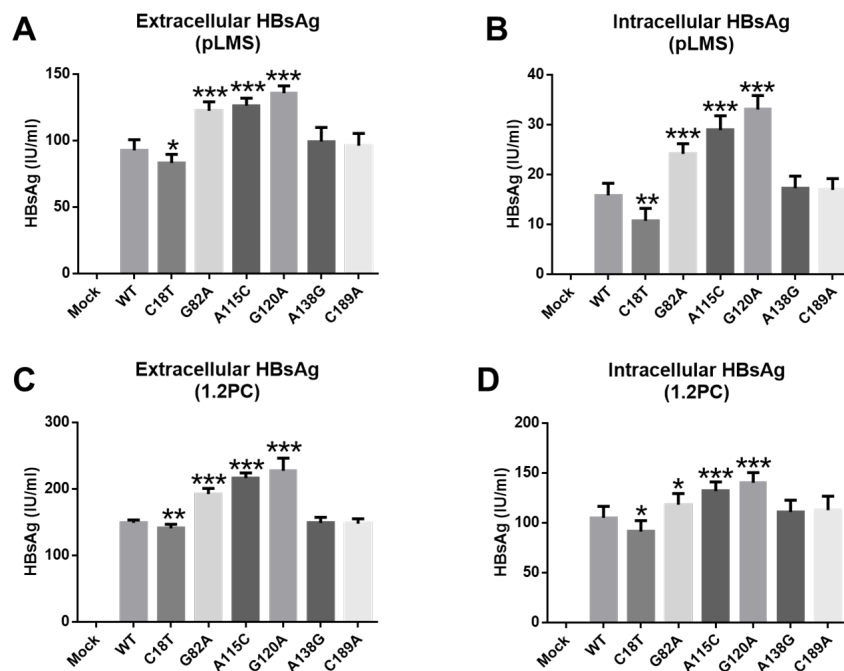 A
Extracellular HBsAg
(pLMS)
HBsAg (IU/ml)
150
100
50
0
*
***
***
***
Mock
WT
C18T
G82A
A115C
G120A
A138G
C189A
B
Intracellular HBsAg
(pLMS)
HBsAg (IU/ml)
40
30
20
10
0
**
***
***
***
Mock
WT
C18T
G82A
A115C
G120A
A138G
C189A
C
Extracellular HBsAg
(1.2PC)
HBsAg (IU/ml)
300
200
100
0
**
***
***
***
Mock
WT
C18T
G82A
A115C
G120A
A138G
C189A
D
Intracellular HBsAg
(1.2PC)
HBsAg (IU/ml)
200
150
100
50
0
*
*
***
***
Mock
WT
C18T
G82A
A115C
G120A
A138G
C189A